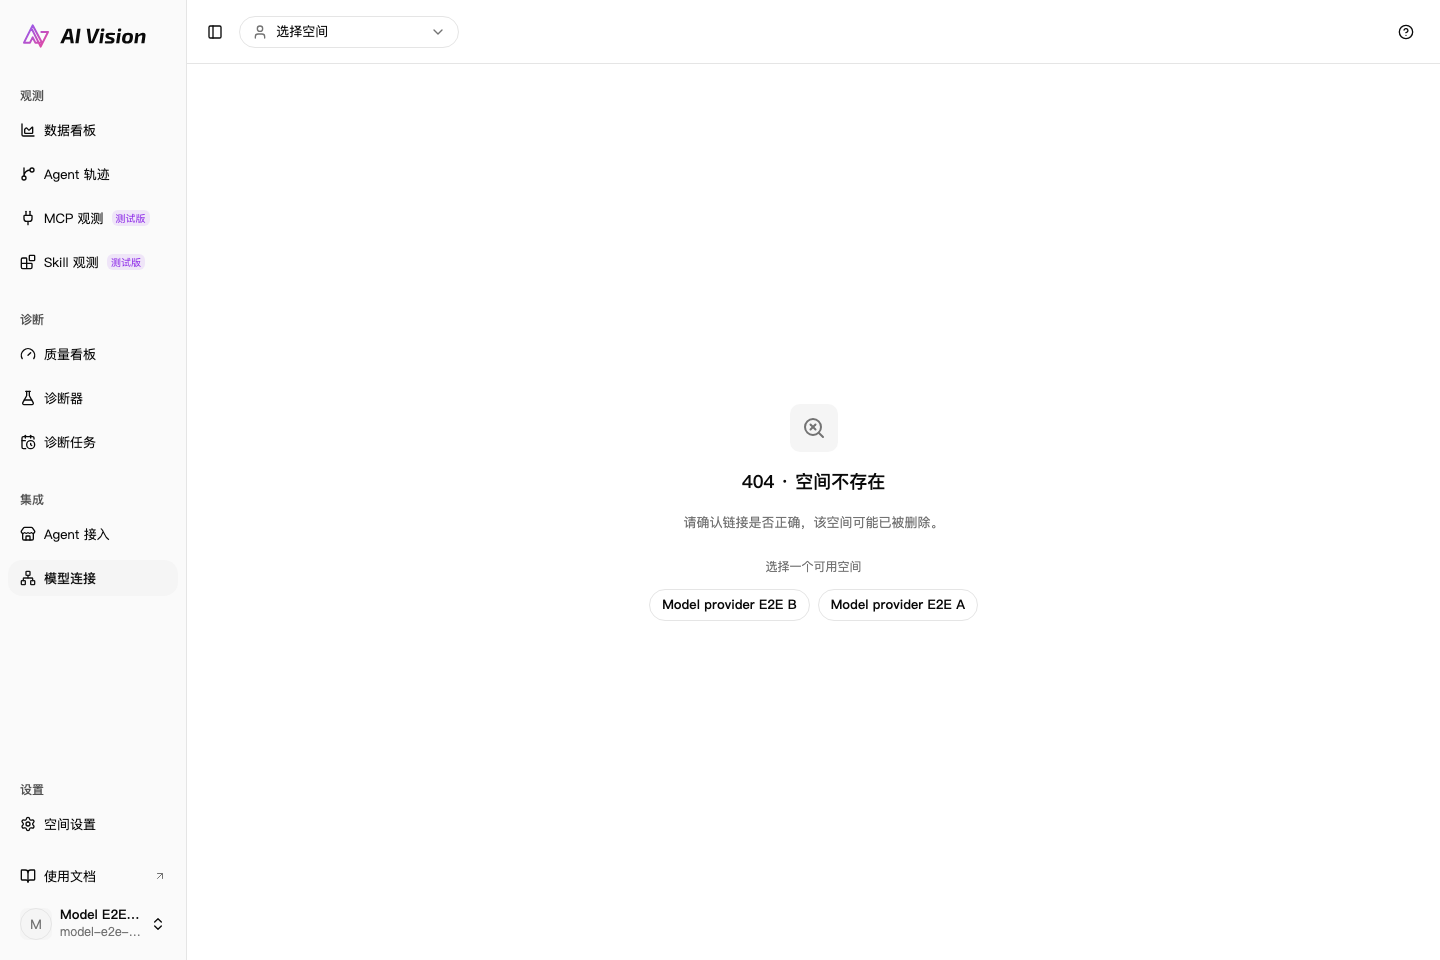 AI Vision
选择空间
观测
数据看板
Agent 轨迹
MCP 观测 测试版
Skill 观测 测试版
诊断
质量看板
诊断器
诊断任务
集成
Agent 接入
模型连接
404 · 空间不存在
请确认链接是否正确，该空间可能已被删除。
选择一个可用空间
Model provider E2E B
Model provider E2E A
设置
空间设置
使用文档
M
Model E2E...
model-e2e-...